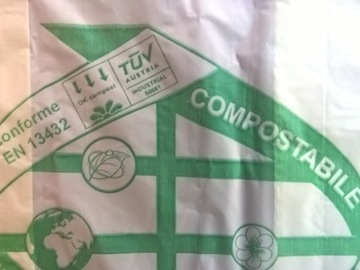 Conforme
EN 13432
OK compost
TÜV
AUSTRIA
INDUSTRIAL
COMPOSTABILE